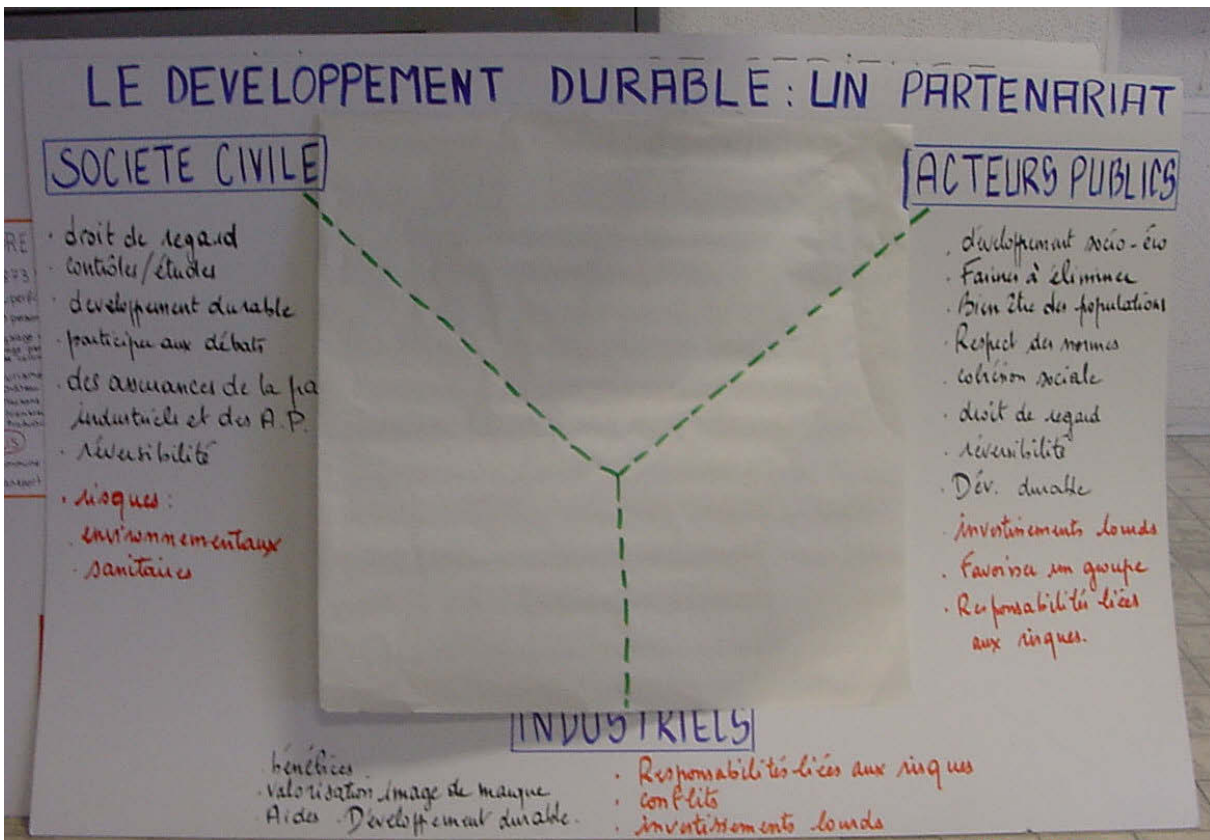 LE DEVELOPPEMENT DURABLE : UN PARTENARIAT
SOCIETE CIVILE
· droit de regard
· contrôles/études
· developpement durable
· participer aux débats
· des assurances de la pa
industriels et des A.P.
· réversibilité
· risques :
· environnementaux
· sanitaires
ACTEURS PUBLICS
· développement socio-éco
· Farines à éliminer
· Bien être des populations
· Respect des normes
· cohésion sociale
· droit de regard
· réversibilité
· Dév. durable
· investissements lourds
· Favoriser un groupe
· Responsabilités liées
aux risques.
INDUSTRIELS
· bénéfices
· valorisation image de marque
· Aides Développement durable.
· Responsabilités liées aux risques
· conflits
· investissements lourds